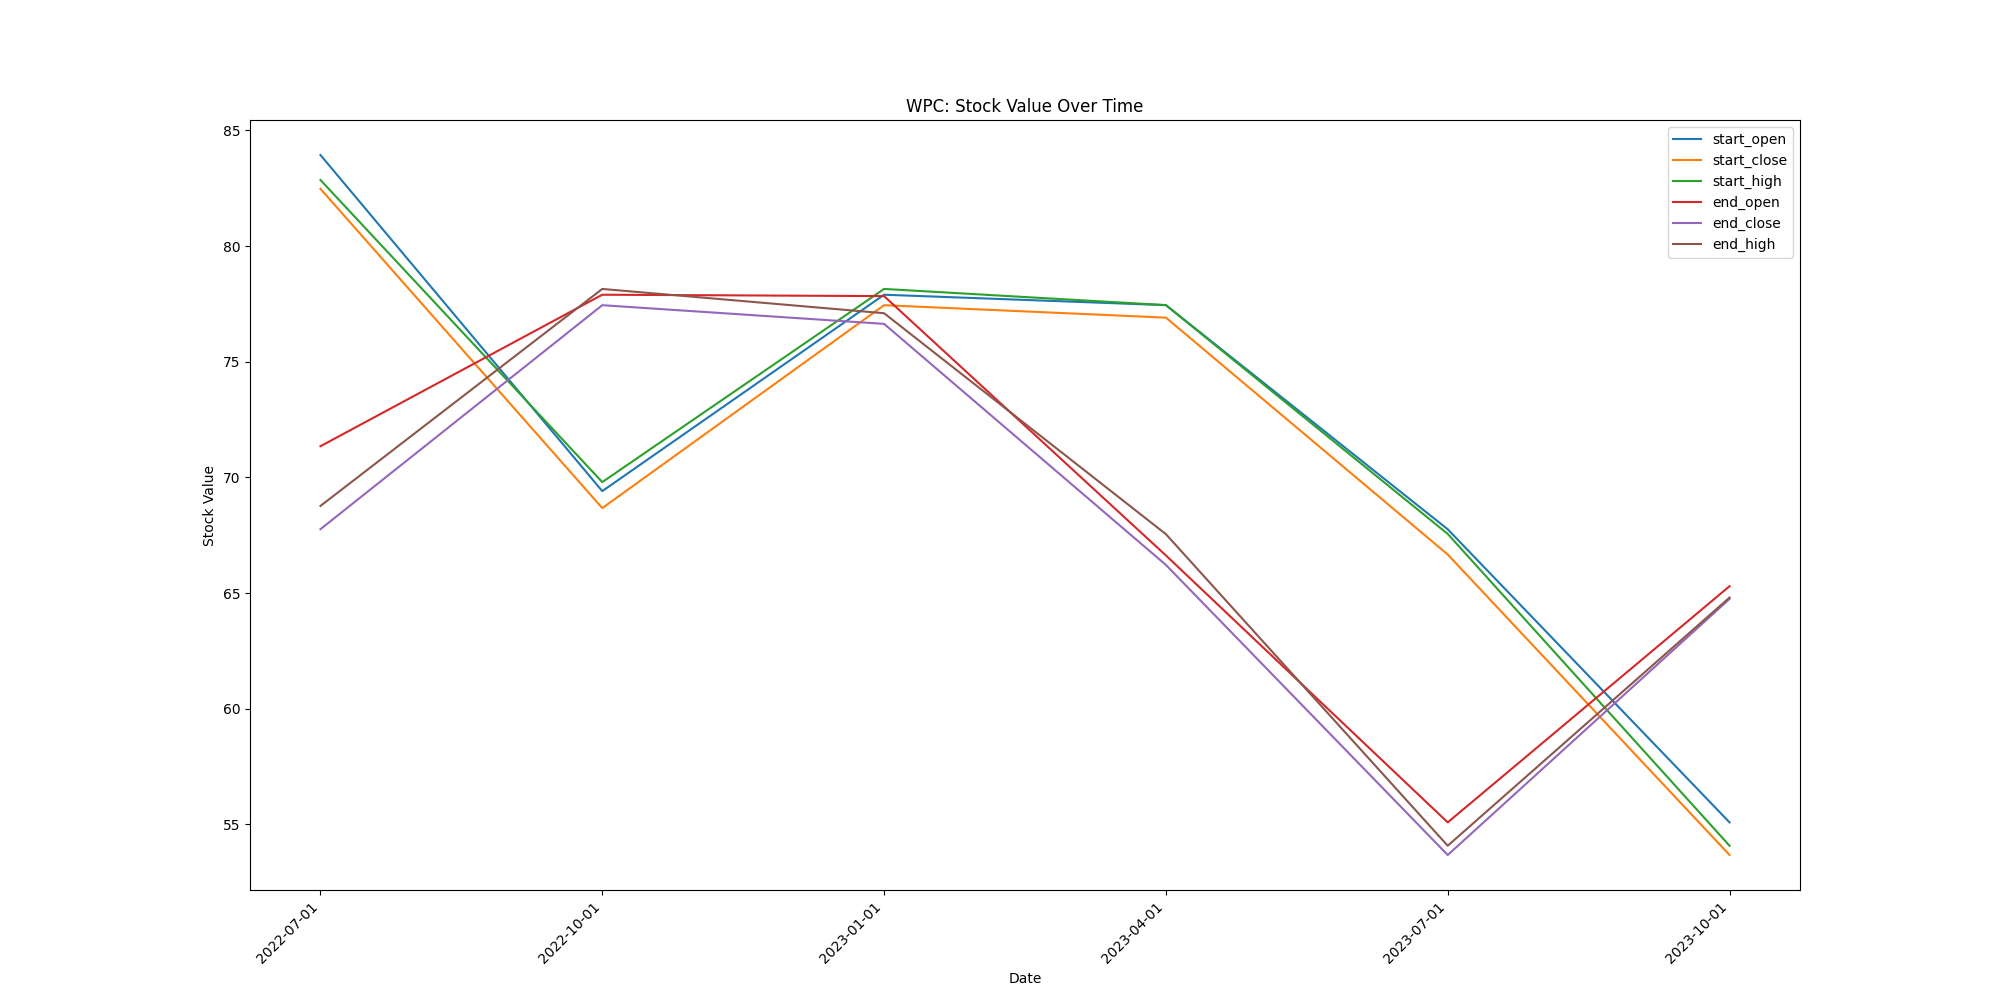 WPC: Stock Value Over Time
85
80
75
70
65
60
55
Stock Value
start_open
start_close
start_high
end_open
end_close
end_high
2022-07-01
2022-10-01
2023-01-01
2023-04-01
2023-07-01
2023-10-01
Date